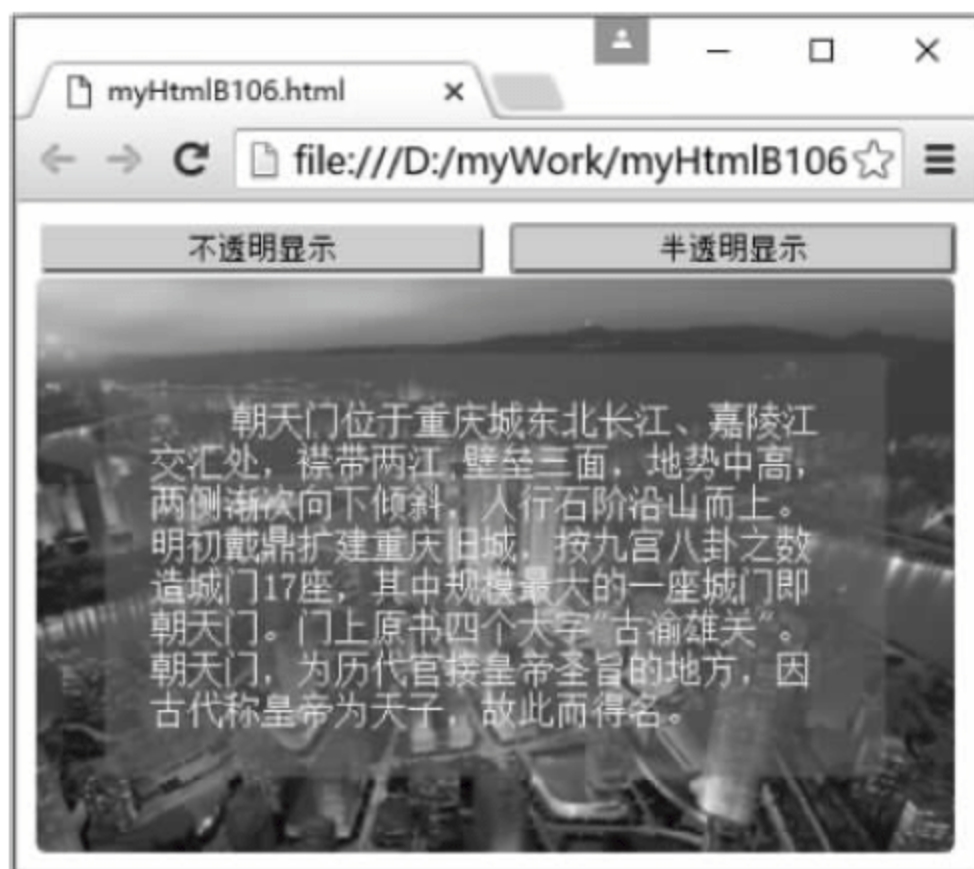 myHtmlB106.html
file:///D:/myWork/myHtmlB106
不透明显示 半透明显示
朝天门位于重庆城东北长江、嘉陵江
交汇处，襟带两江,壁垒三面，地势中高，
两侧渐次向下倾斜，人行石阶沿山而上。
明初戴鼎扩建重庆旧城，按九宫八卦之数
造城门17座，其中规模最大的一座城门即
朝天门。门上原书四个大字"古渝雄关"。
朝天门，为历代官接皇帝圣旨的地方，因
古代称皇帝为天子，故此而得名。